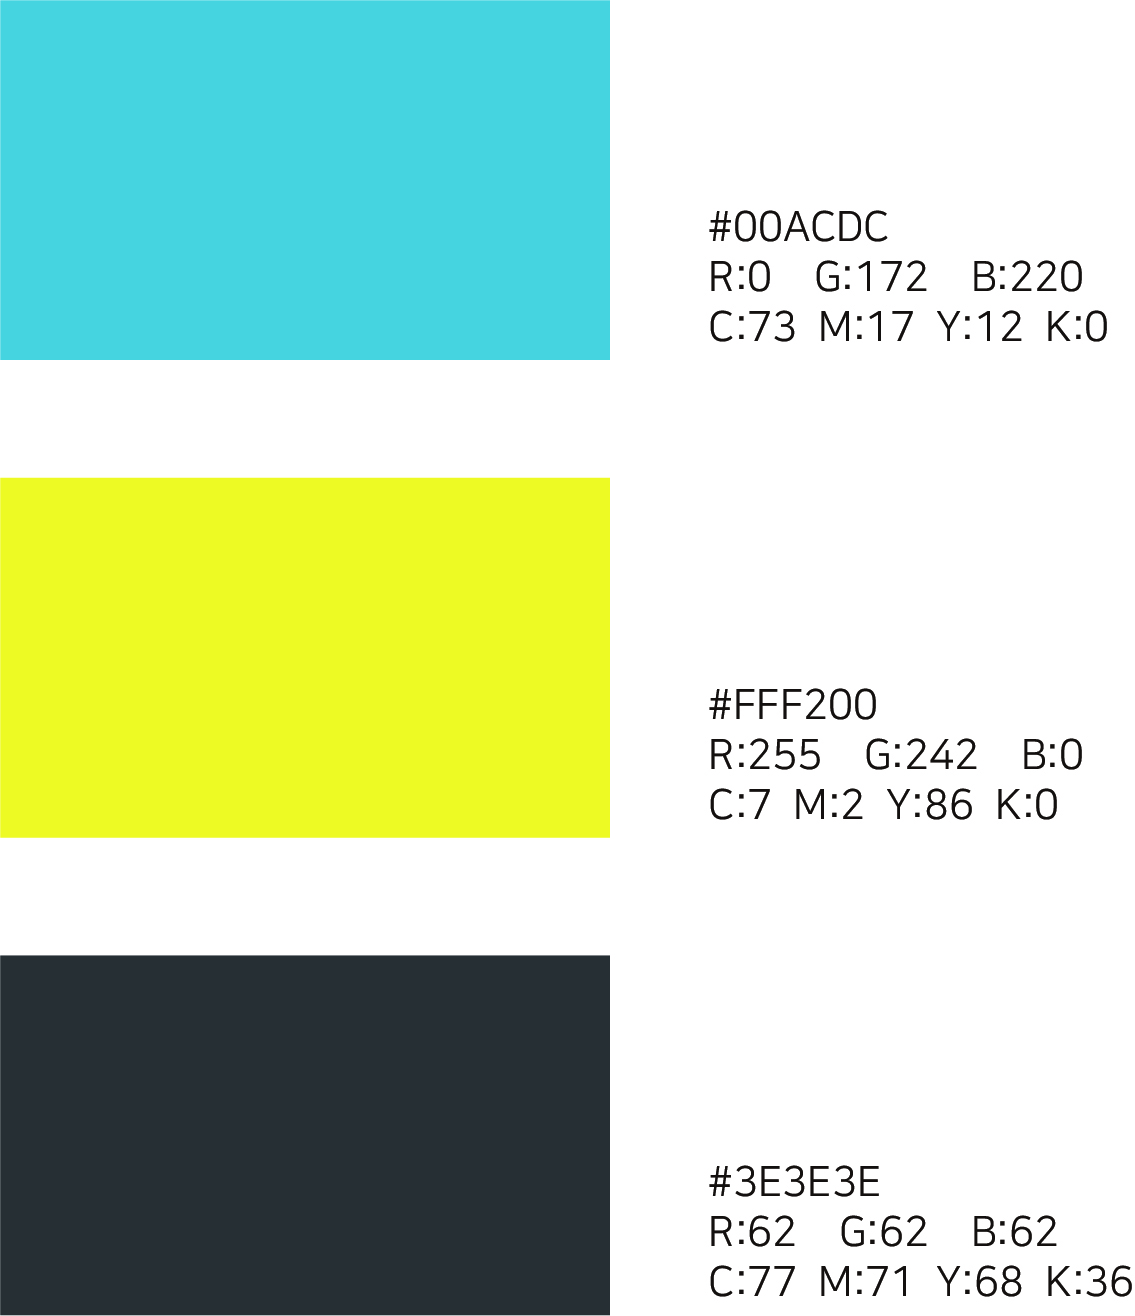 #00ACDC
R:0 G:172 B:220
C:73 M:17 Y:12 K:0
#FFF200
R:255 G:242 B:0
C:7 M:2 Y:86 K:0
#3E3E3E
R:62 G:62 B:62
C:77 M:71 Y:68 K:36